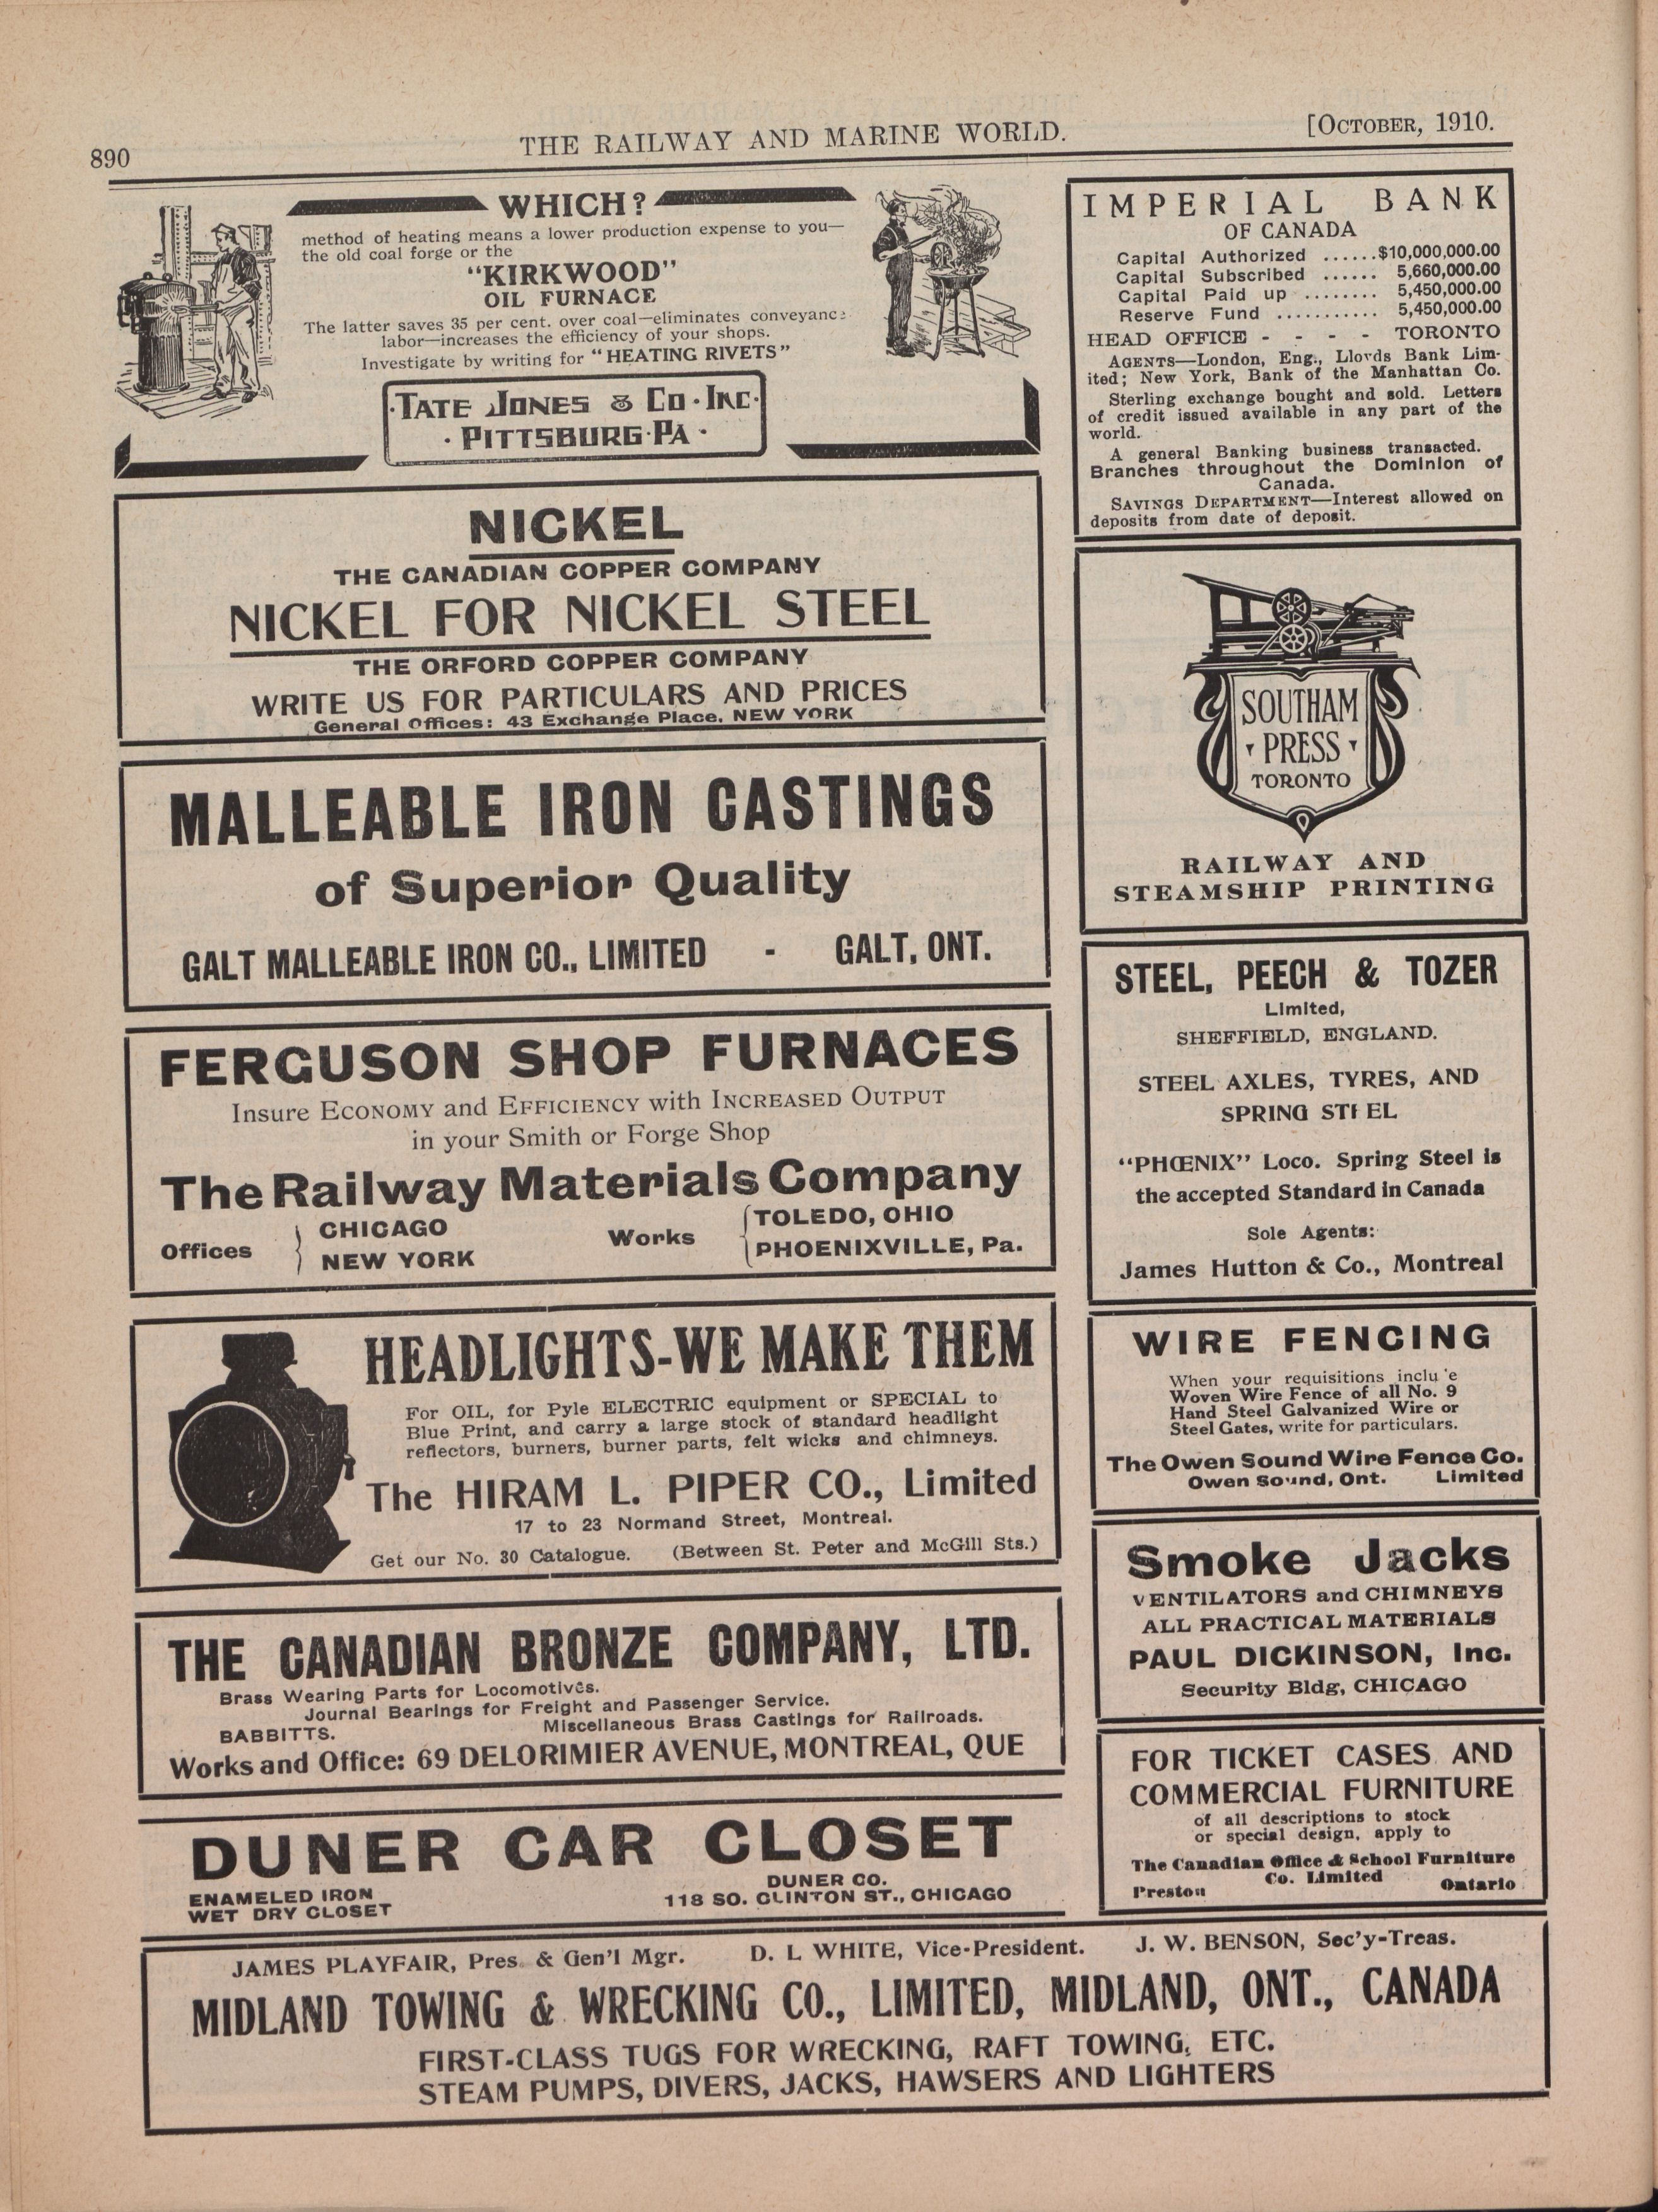 890
THE RAILWAY AND MARINE WORLD.
[OCTOBER, 1910.
WHICH?
method of heating means a lower production expense to you—
the old coal forge or the
"KIRKWOOD"
OIL FURNACE
The latter saves 35 per cent. over coal—eliminates conveyance
labor—increases the efficiency of your shops.
Investigate by writing for "HEATING RIVETS"
·TATE JONES & CO·INC·
·PITTSBURG·PA·
NICKEL
THE CANADIAN COPPER COMPANY
NICKEL FOR NICKEL STEEL
THE ORFORD COPPER COMPANY
WRITE US FOR PARTICULARS AND PRICES
General Offices: 43 Exchange Place, NEW YORK
MALLEABLE IRON CASTINGS
of Superior Quality
GALT MALLEABLE IRON CO., LIMITED - GALT, ONT.
FERGUSON SHOP FURNACES
Insure ECONOMY and EFFICIENCY with INCREASED OUTPUT
in your Smith or Forge Shop
The Railway Materials Company
Offices { CHICAGO
NEW YORK
Works { TOLEDO, OHIO
PHOENIXVILLE, Pa.
HEADLIGHTS-WE MAKE THEM
For OIL, for Pyle ELECTRIC equipment or SPECIAL to
Blue Print, and carry a large stock of standard headlight
reflectors, burners, burner parts, felt wicks and chimneys.
The HIRAM L. PIPER CO., Limited
17 to 23 Normand Street, Montreal.
Get our No. 30 Catalogue. (Between St. Peter and McGill Sts.)
THE CANADIAN BRONZE COMPANY, LTD.
Brass Wearing Parts for Locomotives.
Journal Bearings for Freight and Passenger Service.
BABBITTS. Miscellaneous Brass Castings for Railroads.
Works and Office: 69 DELORIMIER AVENUE, MONTREAL, QUE
DUNER CAR CLOSET
ENAMELED IRON
WET DRY CLOSET
DUNER CO.
118 SO. CLINTON ST., CHICAGO
IMPERIAL BANK
OF CANADA
Capital Authorized ......$10,000,000.00
Capital Subscribed ...... 5,660,000.00
Capital Paid up ........ 5,450,000.00
Reserve Fund ........... 5,450,000.00
HEAD OFFICE - - - - TORONTO
AGENTS—London, Eng., Lloyds Bank Lim-
ited; New York, Bank of the Manhattan Co.
Sterling exchange bought and sold. Letters
of credit issued available in any part of the
world.
A general Banking business transacted.
Branches throughout the Dominion of
Canada.
SAVINGS DEPARTMENT—Interest allowed on
deposits from date of deposit.
SOUTHAM
PRESS
TORONTO
RAILWAY AND
STEAMSHIP PRINTING
STEEL, PEECH & TOZER
Limited,
SHEFFIELD, ENGLAND.
STEEL AXLES, TYRES, AND
SPRING STEEL
"PHŒNIX" Loco. Spring Steel is
the accepted Standard in Canada
Sole Agents:
James Hutton & Co., Montreal
WIRE FENCING
When your requisitions inclu'e
Woven Wire Fence of all No. 9
Hand Steel Galvanized Wire or
Steel Gates, write for particulars.
The Owen Sound Wire Fence Co.
Owen Sound, Ont. Limited
Smoke Jacks
VENTILATORS and CHIMNEYS
ALL PRACTICAL MATERIALS
PAUL DICKINSON, Inc.
Security Bldg, CHICAGO
FOR TICKET CASES AND
COMMERCIAL FURNITURE
of all descriptions to stock
or special design, apply to
The Canadian Office & School Furniture
Co. Limited
Preston Ontario
JAMES PLAYFAIR, Pres. & Gen'l Mgr. D. L WHITE, Vice-President. J. W. BENSON, Sec'y-Treas.
MIDLAND TOWING & WRECKING CO., LIMITED, MIDLAND, ONT., CANADA
FIRST-CLASS TUGS FOR WRECKING, RAFT TOWING, ETC.
STEAM PUMPS, DIVERS, JACKS, HAWSERS AND LIGHTERS